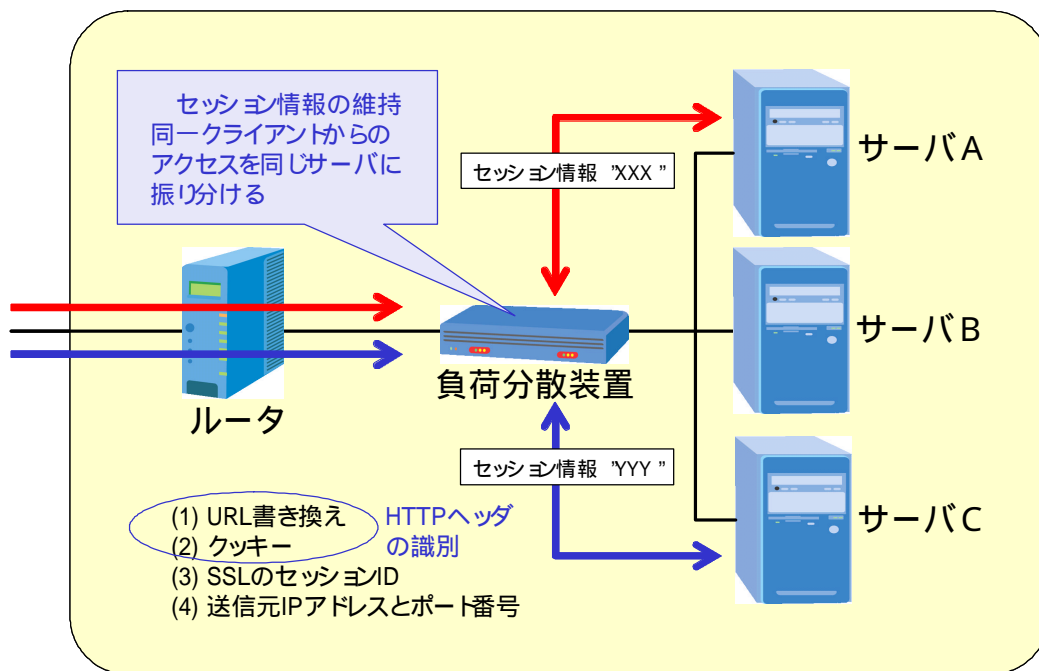 セッション情報の維持
同一クライアントからの
アクセスを同じサーバに
振り分ける
セッション情報 "XXX"
サーバA
サーバB
サーバC
ルータ
負荷分散装置
セッション情報 "YYY"
(1) URL書き換え
(2) クッキー
(3) SSLのセッションID
(4) 送信元IPアドレスとポート番号
HTTPヘッダ
の識別